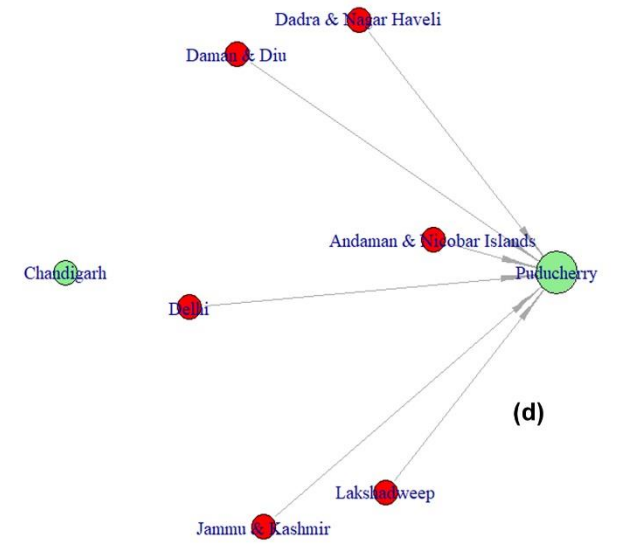 Dadra & Nagar Haveli
Daman & Diu
Andaman & Nicobar Islands
Chandigarh
Puducherry
Delhi
(d)
Lakshadweep
Jammu & Kashmir